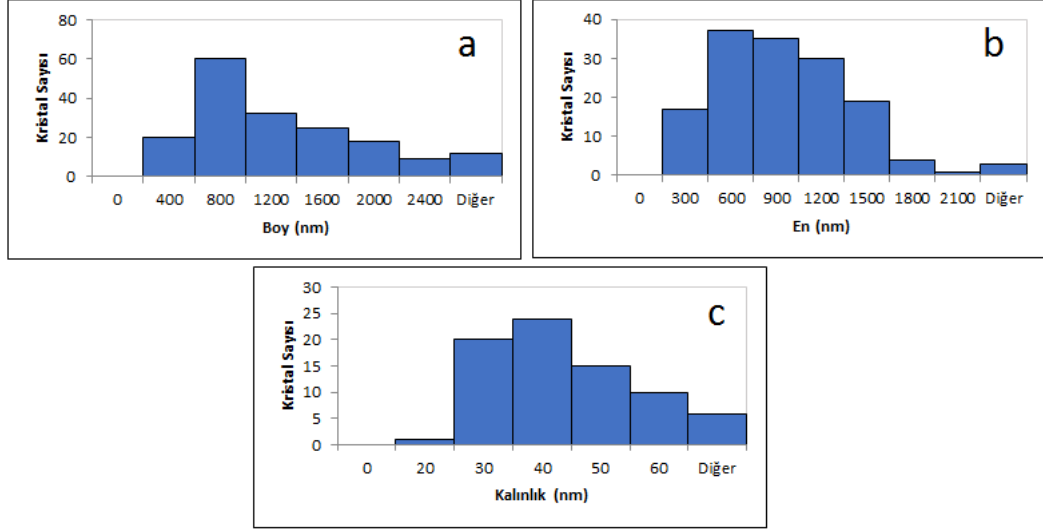 a
Kristal Sayısı
80
60
40
20
0
0 400 800 1200 1600 2000 2400 Diğer
Boy (nm)
b
Kristal Sayısı
40
30
20
10
0
0 300 600 900 1200 1500 1800 2100 Diğer
En (nm)
c
Kristal Sayısı
30
25
20
15
10
5
0
0 20 30 40 50 60 Diğer
Kalınlık (nm)